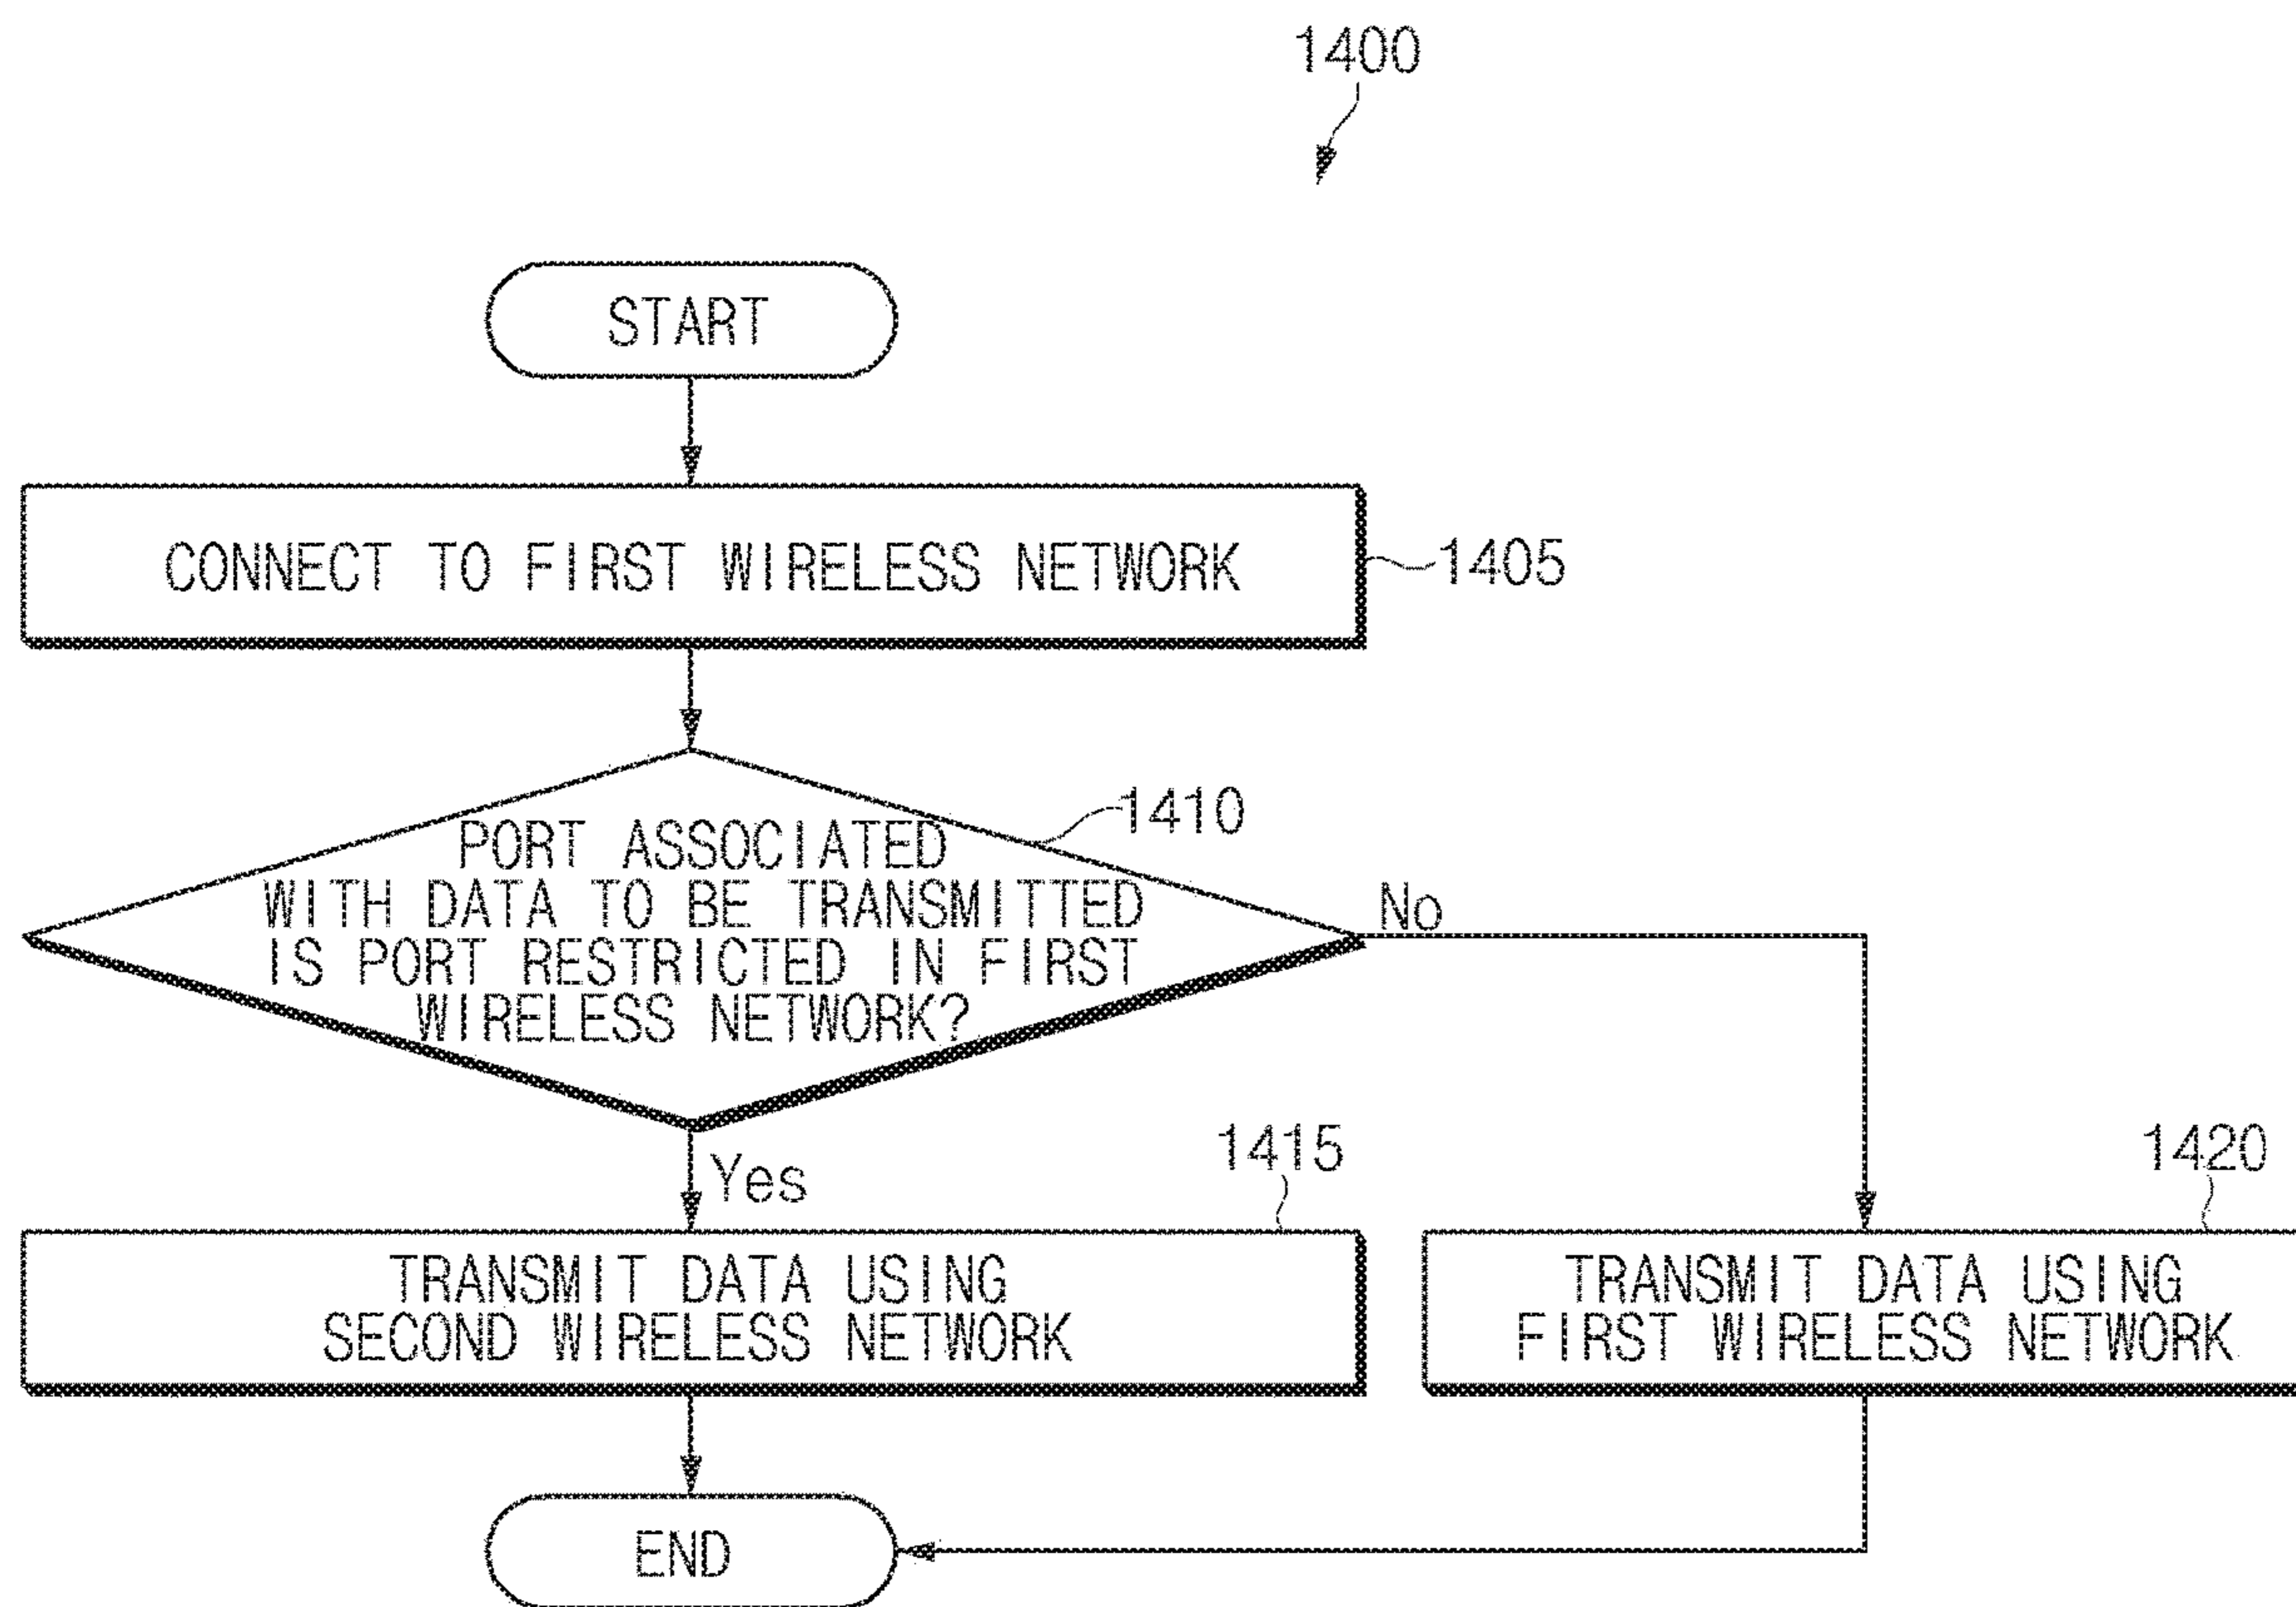 1400
START
CONNECT TO FIRST WIRELESS NETWORK
1405
1410
PORT ASSOCIATED
WITH DATA TO BE TRANSMITTED
IS PORT RESTRICTED IN FIRST
WIRELESS NETWORK?
No
Yes
1415
1420
TRANSMIT DATA USING
SECOND WIRELESS NETWORK
TRANSMIT DATA USING
FIRST WIRELESS NETWORK
END